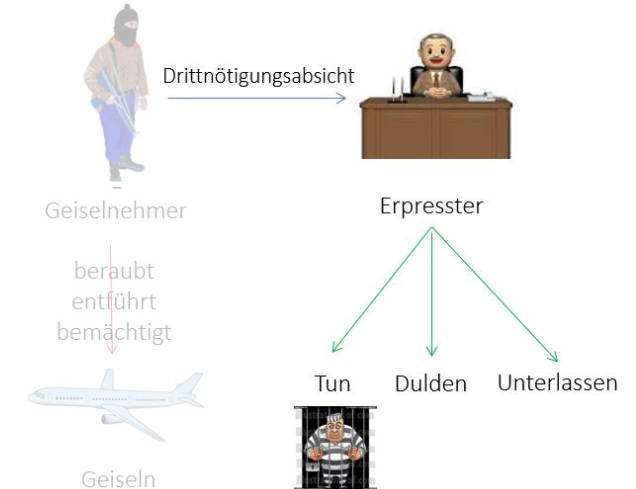 Drittnötigungsabsicht
Geiselnehmer
Erpresster
beraubt
entführt
bemächtigt
Tun
Dulden
Unterlassen
Geiseln